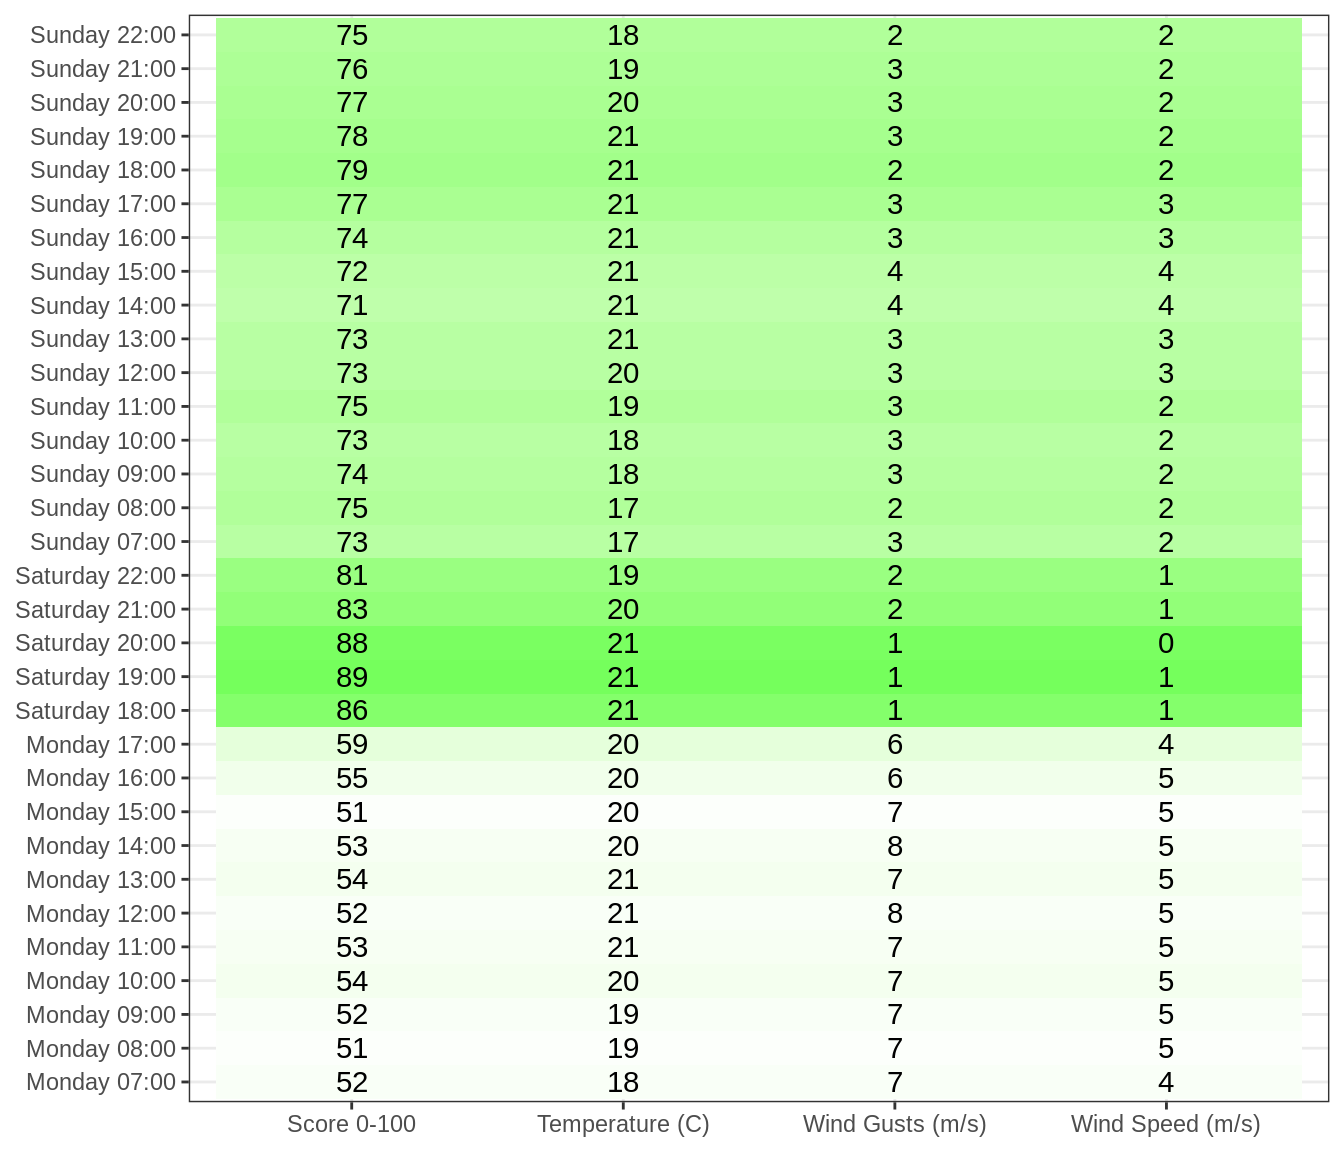 Sunday 22:00 75 18 2 2
Sunday 21:00 76 19 3 2
Sunday 20:00 77 20 3 2
Sunday 19:00 78 21 3 2
Sunday 18:00 79 21 2 2
Sunday 17:00 77 21 3 3
Sunday 16:00 74 21 3 3
Sunday 15:00 72 21 4 4
Sunday 14:00 71 21 4 4
Sunday 13:00 73 21 3 3
Sunday 12:00 73 20 3 3
Sunday 11:00 75 19 3 2
Sunday 10:00 73 18 3 2
Sunday 09:00 74 18 3 2
Sunday 08:00 75 17 2 2
Sunday 07:00 73 17 3 2
Saturday 22:00 81 19 2 1
Saturday 21:00 83 20 2 1
Saturday 20:00 88 21 1 0
Saturday 19:00 89 21 1 1
Saturday 18:00 86 21 1 1
Monday 17:00 59 20 6 4
Monday 16:00 55 20 6 5
Monday 15:00 51 20 7 5
Monday 14:00 53 20 8 5
Monday 13:00 54 21 7 5
Monday 12:00 52 21 8 5
Monday 11:00 53 21 7 5
Monday 10:00 54 20 7 5
Monday 09:00 52 19 7 5
Monday 08:00 51 19 7 5
Monday 07:00 52 18 7 4
Score 0-100 Temperature (C) Wind Gusts (m/s) Wind Speed (m/s)